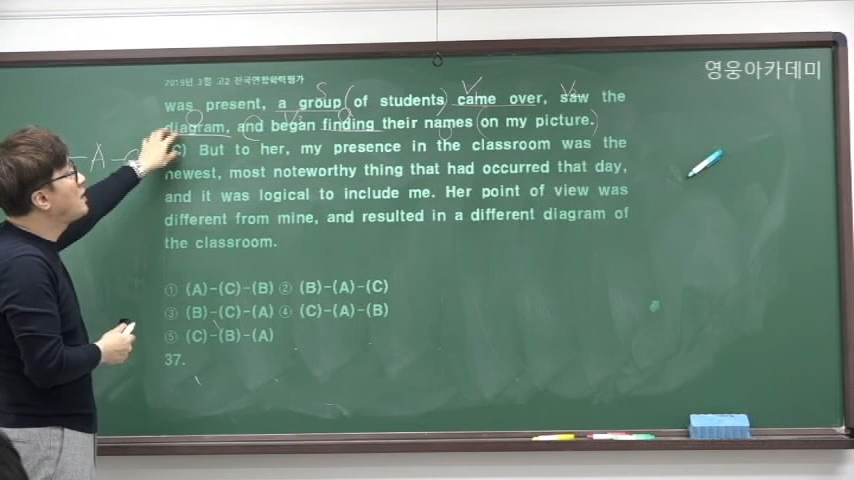 영웅아카데미
2019년 3월 고2 전국연합학력평가
was present, a group of students came over, saw the
diagram, and began finding their names on my picture.
(C) But to her, my presence in the classroom was the
newest, most noteworthy thing that had occurred that day,
and it was logical to include me. Her point of view was
different from mine, and resulted in a different diagram of
the classroom.
① (A)-(C)-(B) ② (B)-(A)-(C)
③ (B)-(C)-(A) ④ (C)-(A)-(B)
⑤ (C)-(B)-(A)
37.